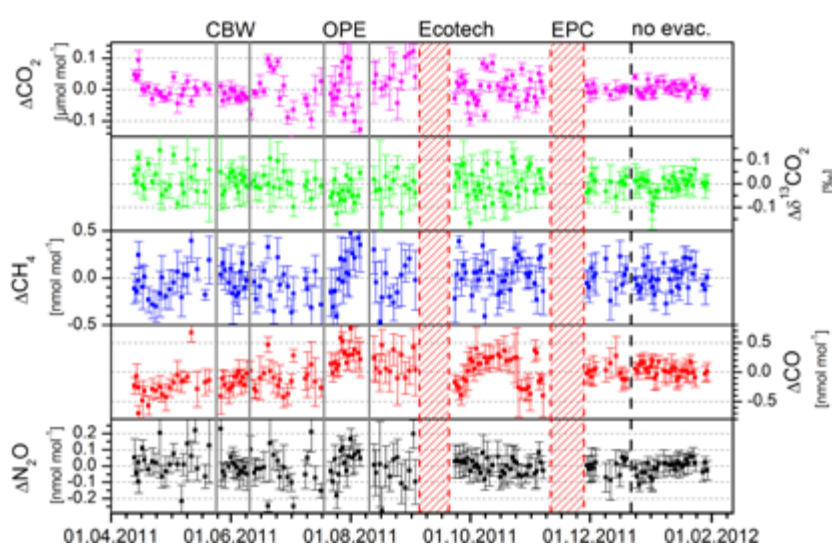 CBW OPE Ecotech EPC no evac.
ΔCO₂ [µmol mol⁻¹]
0.1
0.0
-0.1
Δδ¹³CO₂ [‰]
0.1
0.0
-0.1
ΔCH₄ [nmol mol⁻¹]
0.5
0.0
-0.5
ΔCO [nmol mol⁻¹]
0.5
0.0
-0.5
ΔN₂O [nmol mol⁻¹]
0.2
0.1
0.0
-0.1
-0.2
01.04.2011 01.06.2011 01.08.2011 01.10.2011 01.12.2011 01.02.2012